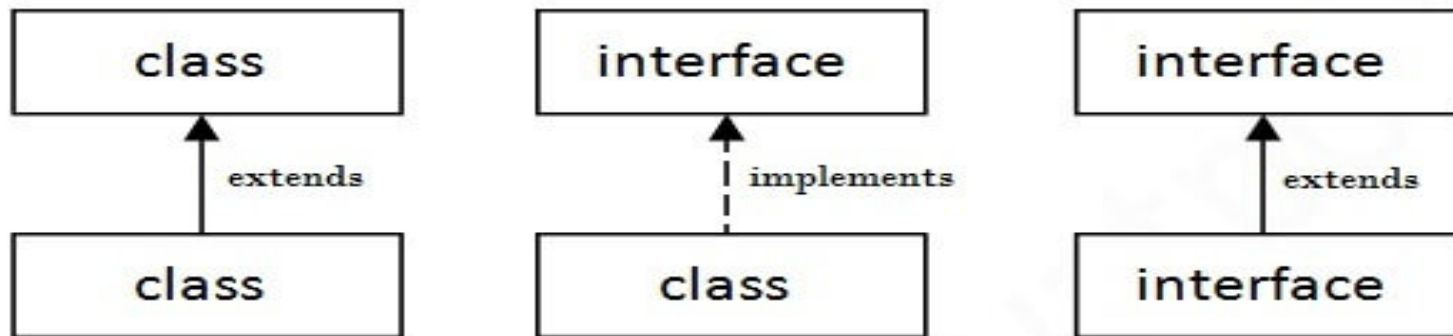 class interface interface
extends implements extends
class class interface